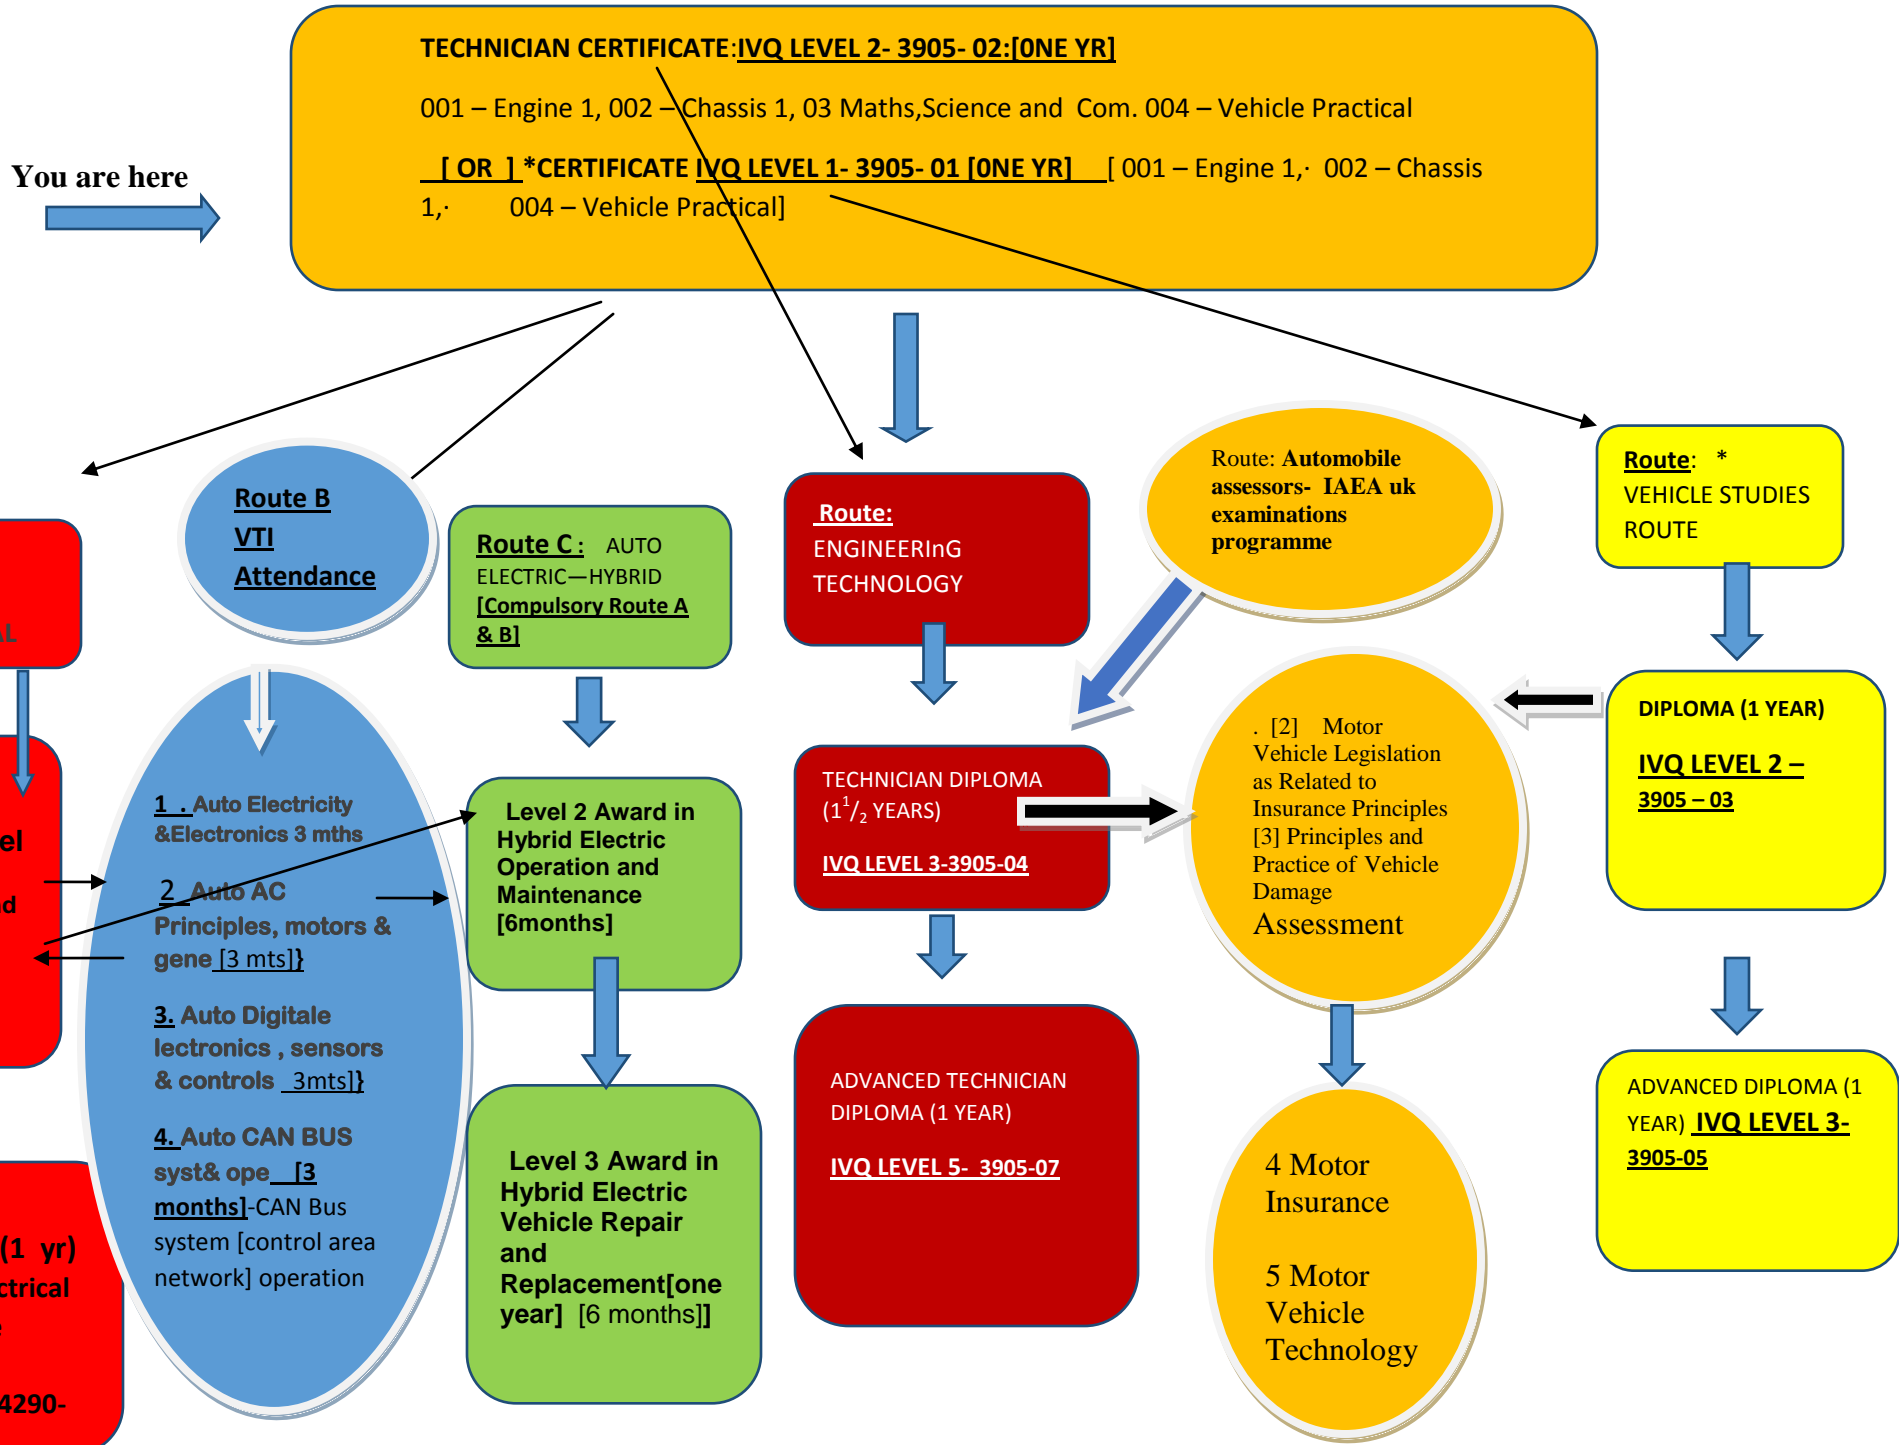 TECHNICIAN CERTIFICATE:IVQ LEVEL 2- 3905- 02:[0NE YR]
001 – Engine 1, 002 – Chassis 1, 03 Maths,Science and Com. 004 – Vehicle Practical
[ OR ] *CERTIFICATE IVQ LEVEL 1- 3905- 01 [0NE YR] [ 001 – Engine 1,· 002 – Chassis
1,· 004 – Vehicle Practical]
You are here
Route B
VTI
Attendance
Route C : AUTO
ELECTRIC—HYBRID
[Compulsory Route A
& B]
Route:
ENGINEERInG
TECHNOLOGY
Route: Automobile
assessors- IAEA uk
examinations
programme
Route: *
VEHICLE STUDIES
ROUTE
1 . Auto Electricity
&Electronics 3 mths
2 Auto AC
Principles, motors &
gene [3 mts]}
3. Auto Digitale
lectronics , sensors
& controls 3mts]}
4. Auto CAN BUS
syst& ope [3
months]-CAN Bus
system [control area
network] operation
Level 2 Award in
Hybrid Electric
Operation and
Maintenance
[6months]
Level 3 Award in
Hybrid Electric
Vehicle Repair
and
Replacement[one
year] [6 months]]
TECHNICIAN DIPLOMA
(1 1/2 YEARS)
IVQ LEVEL 3-3905-04
ADVANCED TECHNICIAN
DIPLOMA (1 YEAR)
IVQ LEVEL 5- 3905-07
. [2] Motor
Vehicle Legislation
as Related to
Insurance Principles
[3] Principles and
Practice of Vehicle
Damage
Assessment
4 Motor
Insurance
5 Motor
Vehicle
Technology
DIPLOMA (1 YEAR)
IVQ LEVEL 2 –
3905 – 03
ADVANCED DIPLOMA (1
YEAR) IVQ LEVEL 3-
3905-05
(1 yr)
4290-